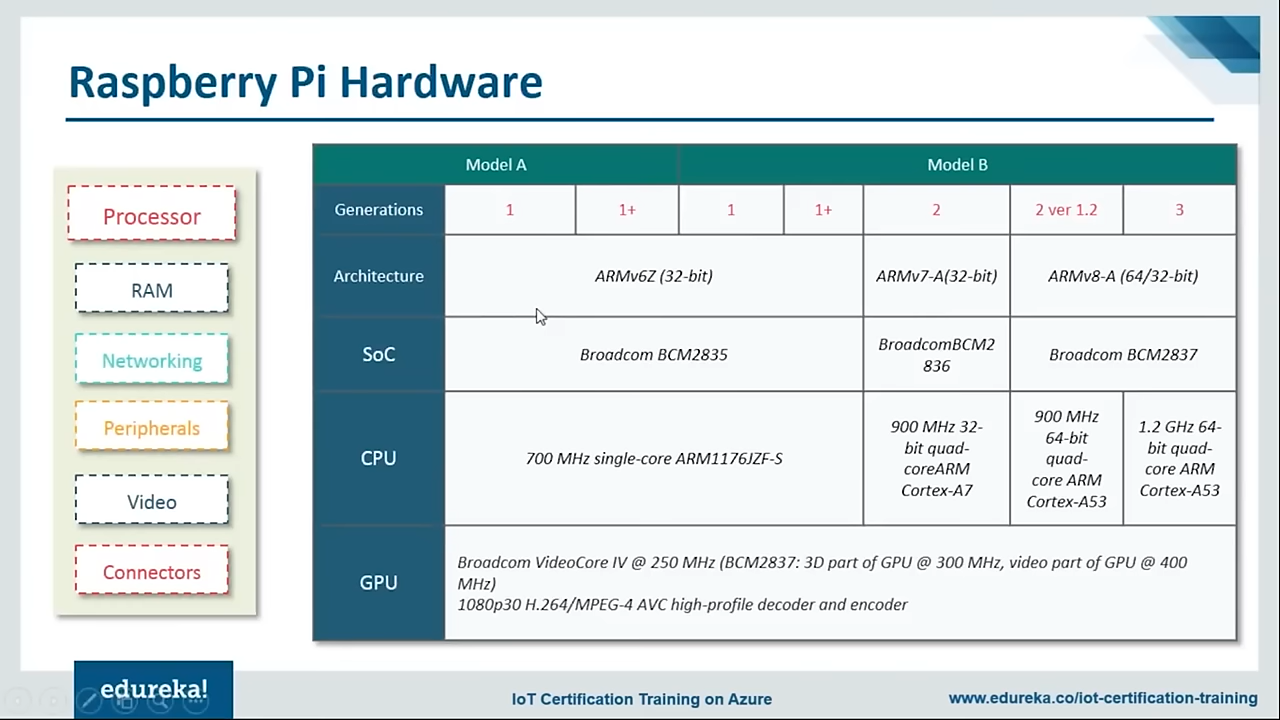 Raspberry Pi Hardware
Processor
RAM
Networking
Peripherals
Video
Connectors
Model A Model B
Generations 1 1+ 1 1+ 2 2 ver 1.2 3
Architecture ARMv6Z (32-bit) ARMv7-A(32-bit) ARMv8-A (64/32-bit)
SoC Broadcom BCM2835
BroadcomBCM2
836
Broadcom BCM2837
CPU 700 MHz single-core ARM1176JZF-S
900 MHz 32-
bit quad-
coreARM
Cortex-A7
900 MHz
64-bit
quad-
core ARM
Cortex-A53
1.2 GHz 64-
bit quad-
core ARM
Cortex-A53
GPU
Broadcom VideoCore IV @ 250 MHz (BCM2837: 3D part of GPU @ 300 MHz, video part of GPU @ 400
MHz)
1080p30 H.264/MPEG-4 AVC high-profile decoder and encoder
edureka!
IoT Certification Training on Azure
www.edureka.co/iot-certification-training